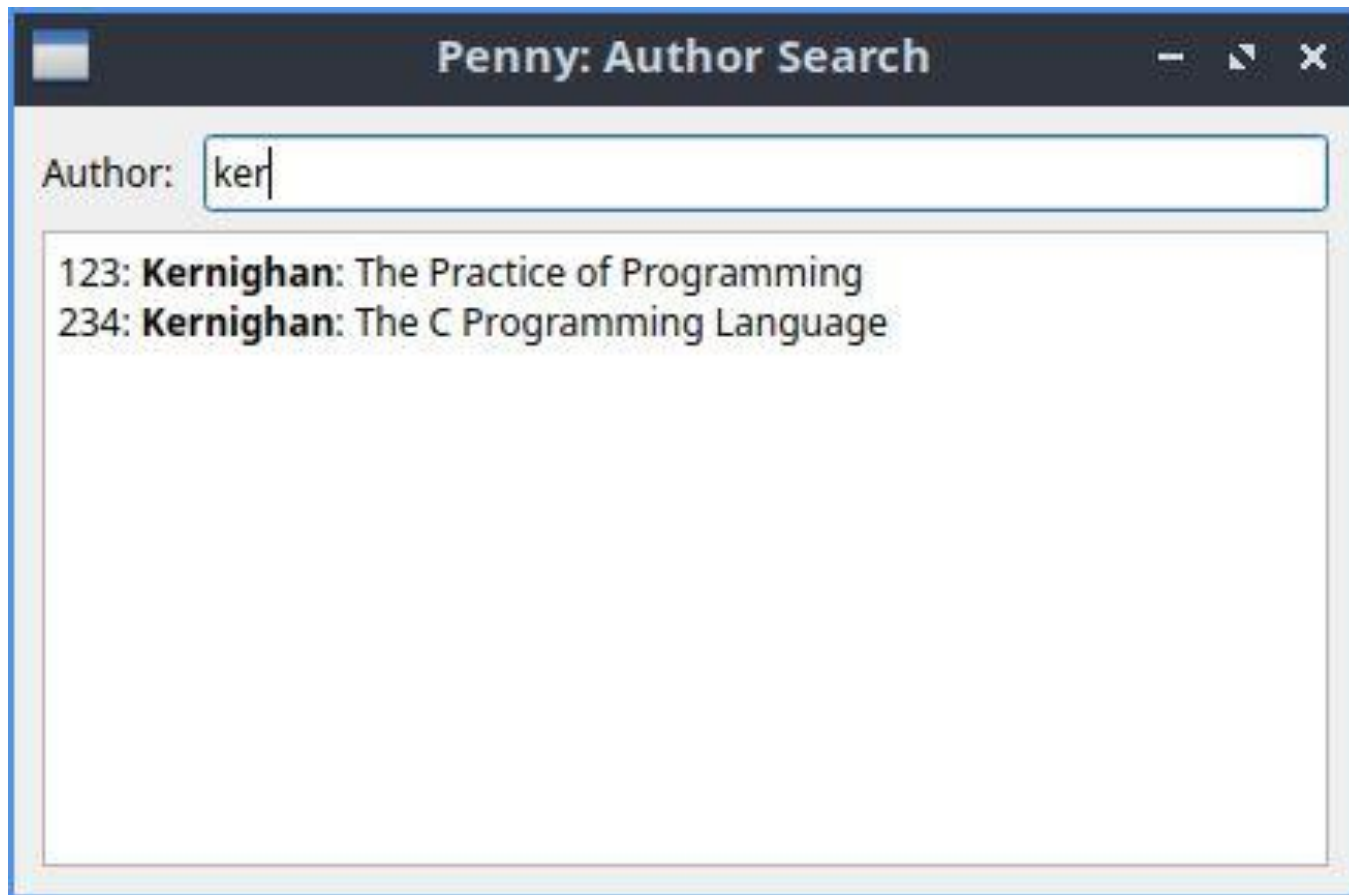 Penny: Author Search
Author: ker
123: Kernighan: The Practice of Programming
234: Kernighan: The C Programming Language